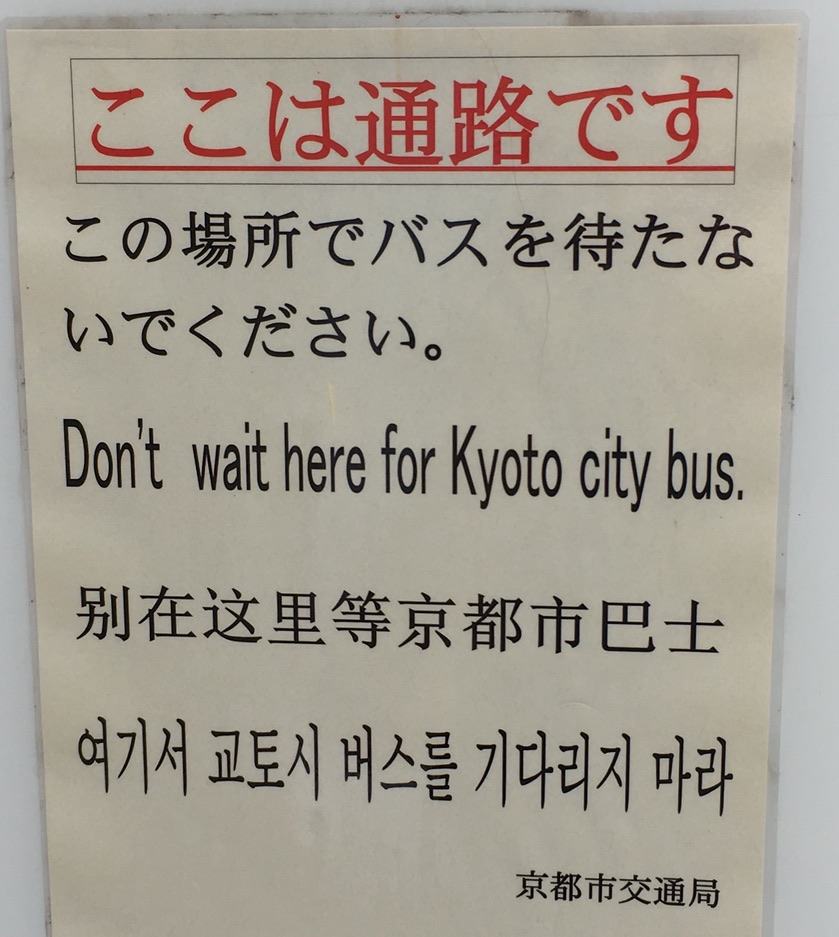 ここは通路です
この場所でバスを待たな
いでください。
Don't wait here for Kyoto city bus.
别在这里等京都市巴士
여기서 교토시 버스를 기다리지 마라
京都市交通局